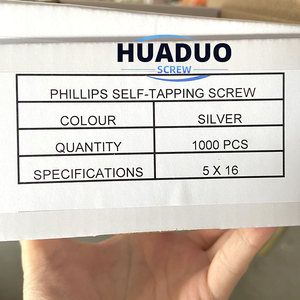 HUADUO
SCREW
PHILLIPS SELF-TAPPING SCREW
COLOUR SILVER
QUANTITY 1000 PCS
SPECIFICATIONS 5 X 16